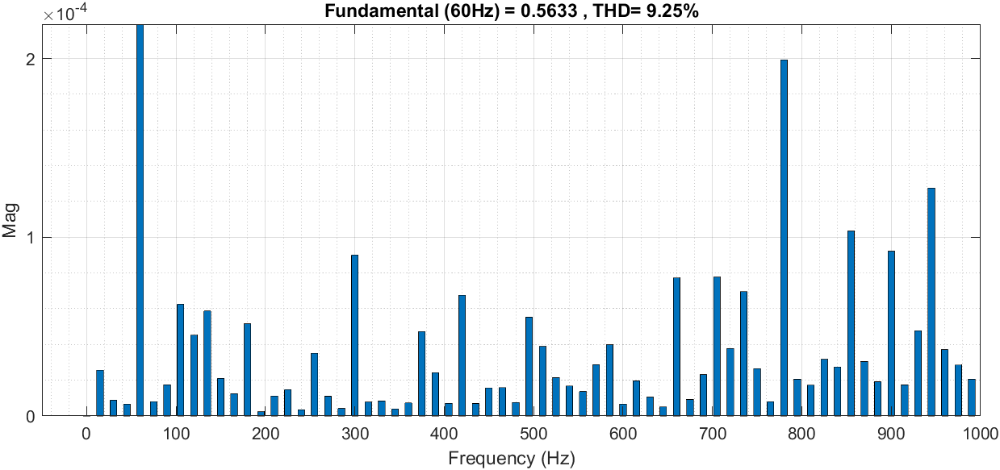 Fundamental (60Hz) = 0.5633 , THD= 9.25%
×10⁻⁴
2
1
0
Mag
0 100 200 300 400 500 600 700 800 900 1000
Frequency (Hz)